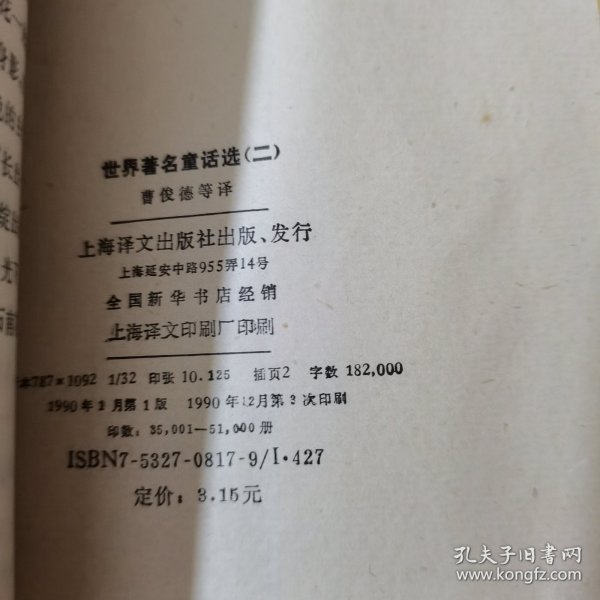 世界著名童话选(二)
曹俊德等译
上海译文出版社出版、发行
上海延安中路955弄14号
全国新华书店经销
上海译文印刷厂印刷
787×1092 1/32 印张 10.125 插页2 字数 182,000
1990年 月第1版 1990年12月第3次印刷
印数: 35,001—51,000册
ISBN7-5327-0817-9/I·427
定价: 3.15元
孔夫子旧书网
www.kongfz.com